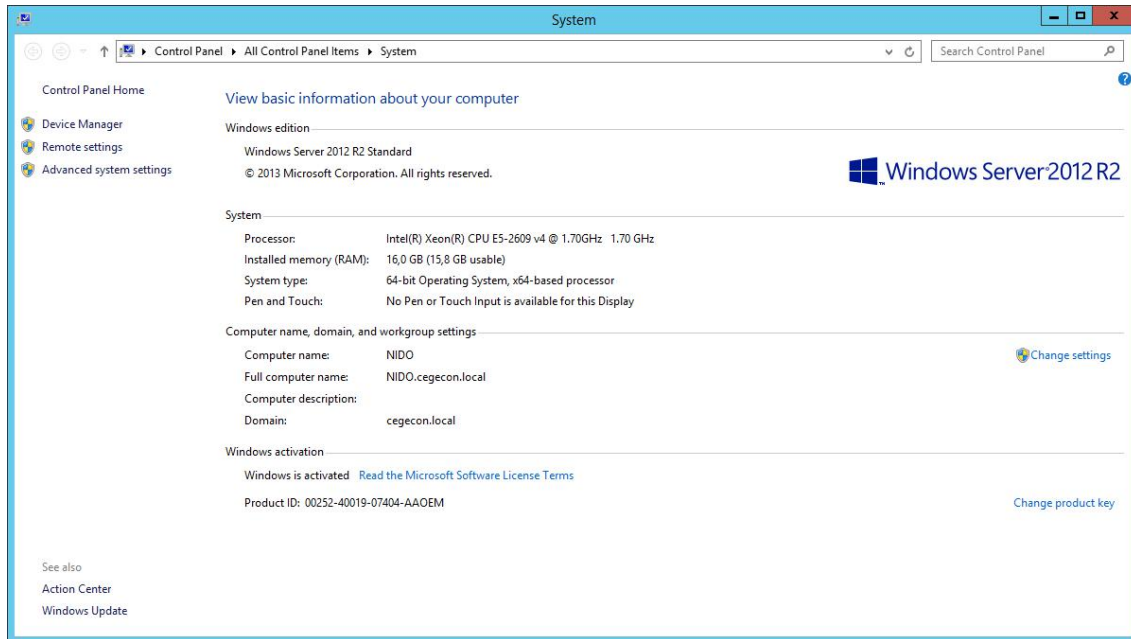 System
Control Panel All Control Panel Items System
Search Control Panel
Control Panel Home
Device Manager
Remote settings
Advanced system settings
See also
Action Center
Windows Update
View basic information about your computer
Windows edition
Windows Server 2012 R2 Standard
© 2013 Microsoft Corporation. All rights reserved.
Windows Server 2012 R2
System
Processor: Intel(R) Xeon(R) CPU E5-2609 v4 @ 1.70GHz 1.70 GHz
Installed memory (RAM): 16,0 GB (15,8 GB usable)
System type: 64-bit Operating System, x64-based processor
Pen and Touch: No Pen or Touch Input is available for this Display
Computer name, domain, and workgroup settings
Computer name: NIDO
Change settings
Full computer name: NIDO.cegecon.local
Computer description:
Domain: cegecon.local
Windows activation
Windows is activated Read the Microsoft Software License Terms
Product ID: 00252-40019-07404-AAOEM
Change product key